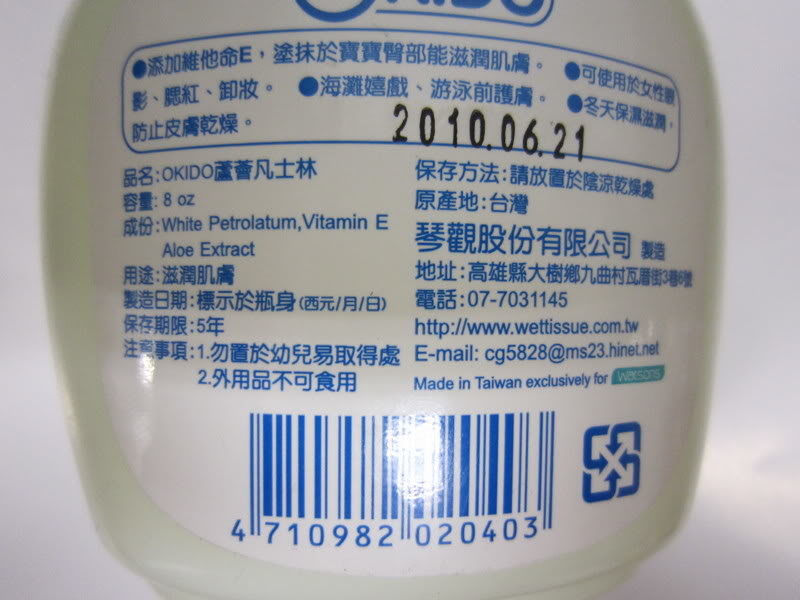 OKIDO
●添加維他命E，塗抹於寶寶臀部能滋潤肌膚。 ●可使用於女性眼
影、腮紅、卸妝。 ●海灘嬉戲、游泳前護膚。 ●冬天保濕滋潤，
防止皮膚乾燥。
2010.06.21
品名:OKIDO蘆薈凡士林
容量: 8 oz
成份:White Petrolatum,Vitamin E
Aloe Extract
用途:滋潤肌膚
製造日期:標示於瓶身(西元/月/日)
保存期限:5年
注意事項:1.勿置於幼兒易取得處
2.外用品不可食用
保存方法:請放置於陰涼乾燥處
原產地:台灣
琴觀股份有限公司 製造
地址:高雄縣大樹鄉九曲村瓦厝街3巷6號
電話:07-7031145
http://www.wettissue.com.tw
E-mail: cg5828@ms23.hinet.net
Made in Taiwan exclusively for watsons
4 710982 020403